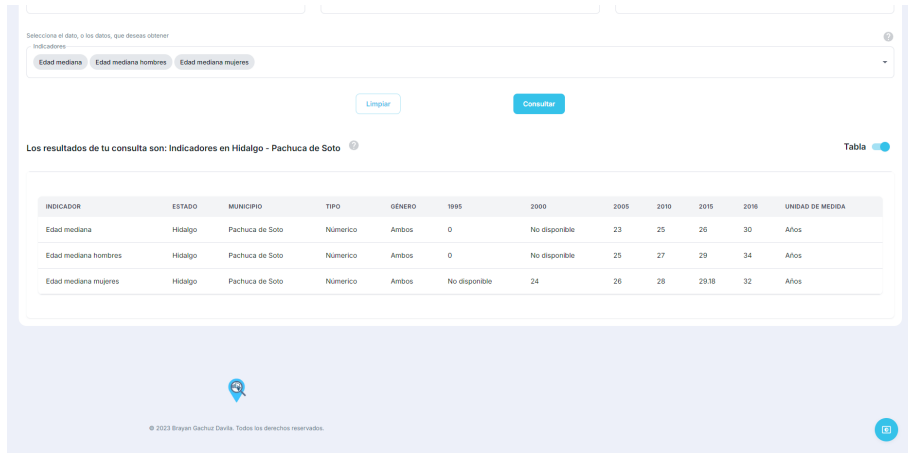 Selecciona el dato, o los datos, que deseas obtener
Indicadores
Edad mediana Edad mediana hombres Edad mediana mujeres
Limpiar Consultar
Los resultados de tu consulta son: Indicadores en Hidalgo - Pachuca de Soto
Tabla
INDICADOR ESTADO MUNICIPIO TIPO GÉNERO 1995 2000 2005 2010 2015 2016 UNIDAD DE MEDIDA
Edad mediana Hidalgo Pachuca de Soto Númerico Ambos 0 No disponible 23 25 26 30 Años
Edad mediana hombres Hidalgo Pachuca de Soto Númerico Ambos 0 No disponible 25 27 29 34 Años
Edad mediana mujeres Hidalgo Pachuca de Soto Númerico Ambos No disponible 24 26 28 29.18 32 Años
© 2023 Brayan Gachuz Davila. Todos los derechos reservados.